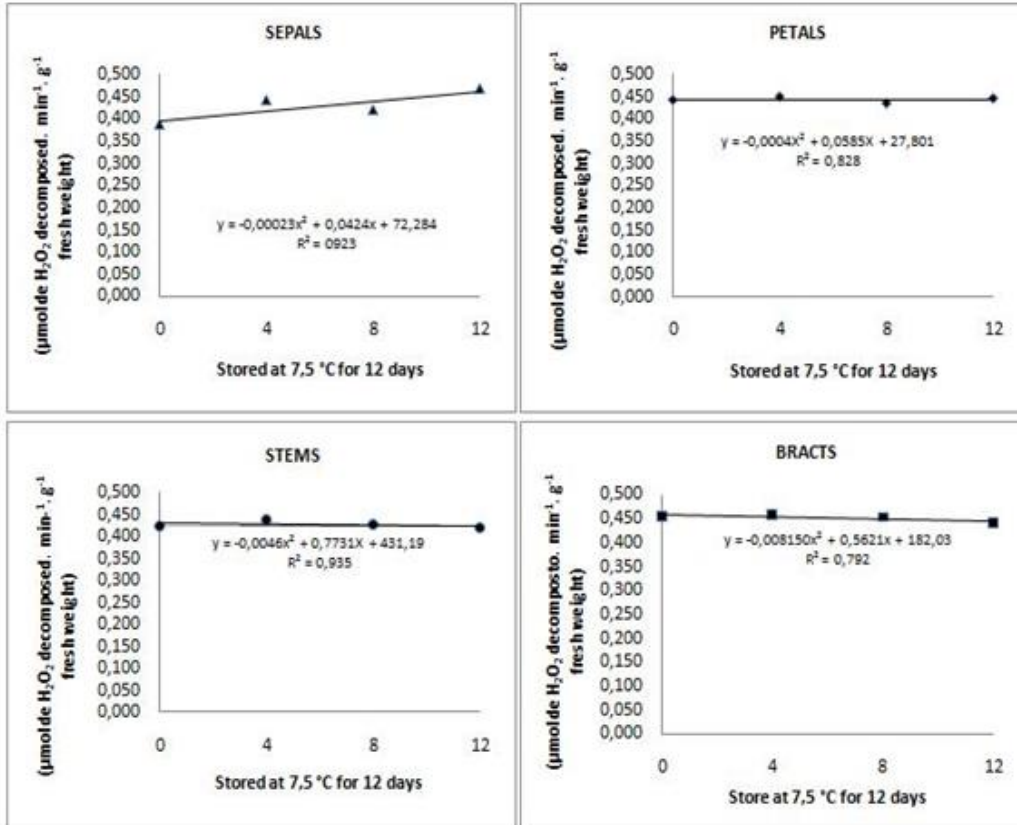 SEPALS
(µmolde H₂O₂ decomposed. min⁻¹. g⁻¹
fresh weight)
0,500
0,450
0,400
0,350
0,300
0,250
0,200
0,150
0,100
0,050
0,000
y = -0,00023x² + 0,0424x + 72,284
R² = 0923
0 4 8 12
Stored at 7,5 °C for 12 days
PETALS
(µmolde H₂O₂ decomposed. min⁻¹. g⁻¹
fresh weight)
0,500
0,450
0,400
0,350
0,300
0,250
0,200
0,150
0,100
0,050
0,000
y = -0,0004X² + 0,0585X + 27,801
R² = 0,828
0 4 8 12
Stored at 7,5 °C for 12 days
STEMS
(µmolde H₂O₂ decomposed. min-¹. g⁻¹
fresh weight)
0,500
0,450
0,400
0,350
0,300
0,250
0,200
0,150
0,100
0,050
0,000
y = -0,0046x² + 0,7731X + 431,19
R² = 0,935
0 4 8 12
Stored at 7,5 °C for 12 days
BRACTS
(µmolde H₂O₂ decomposto. min⁻¹. g⁻¹
fresh weight)
0,500
0,450
0,400
0,350
0,300
0,250
0,200
0,150
0,100
0,050
0,000
y = -0,008150x² + 0,5621x + 182,03
R² = 0,792
0 4 8 12
Store at 7,5 °C for 12 days